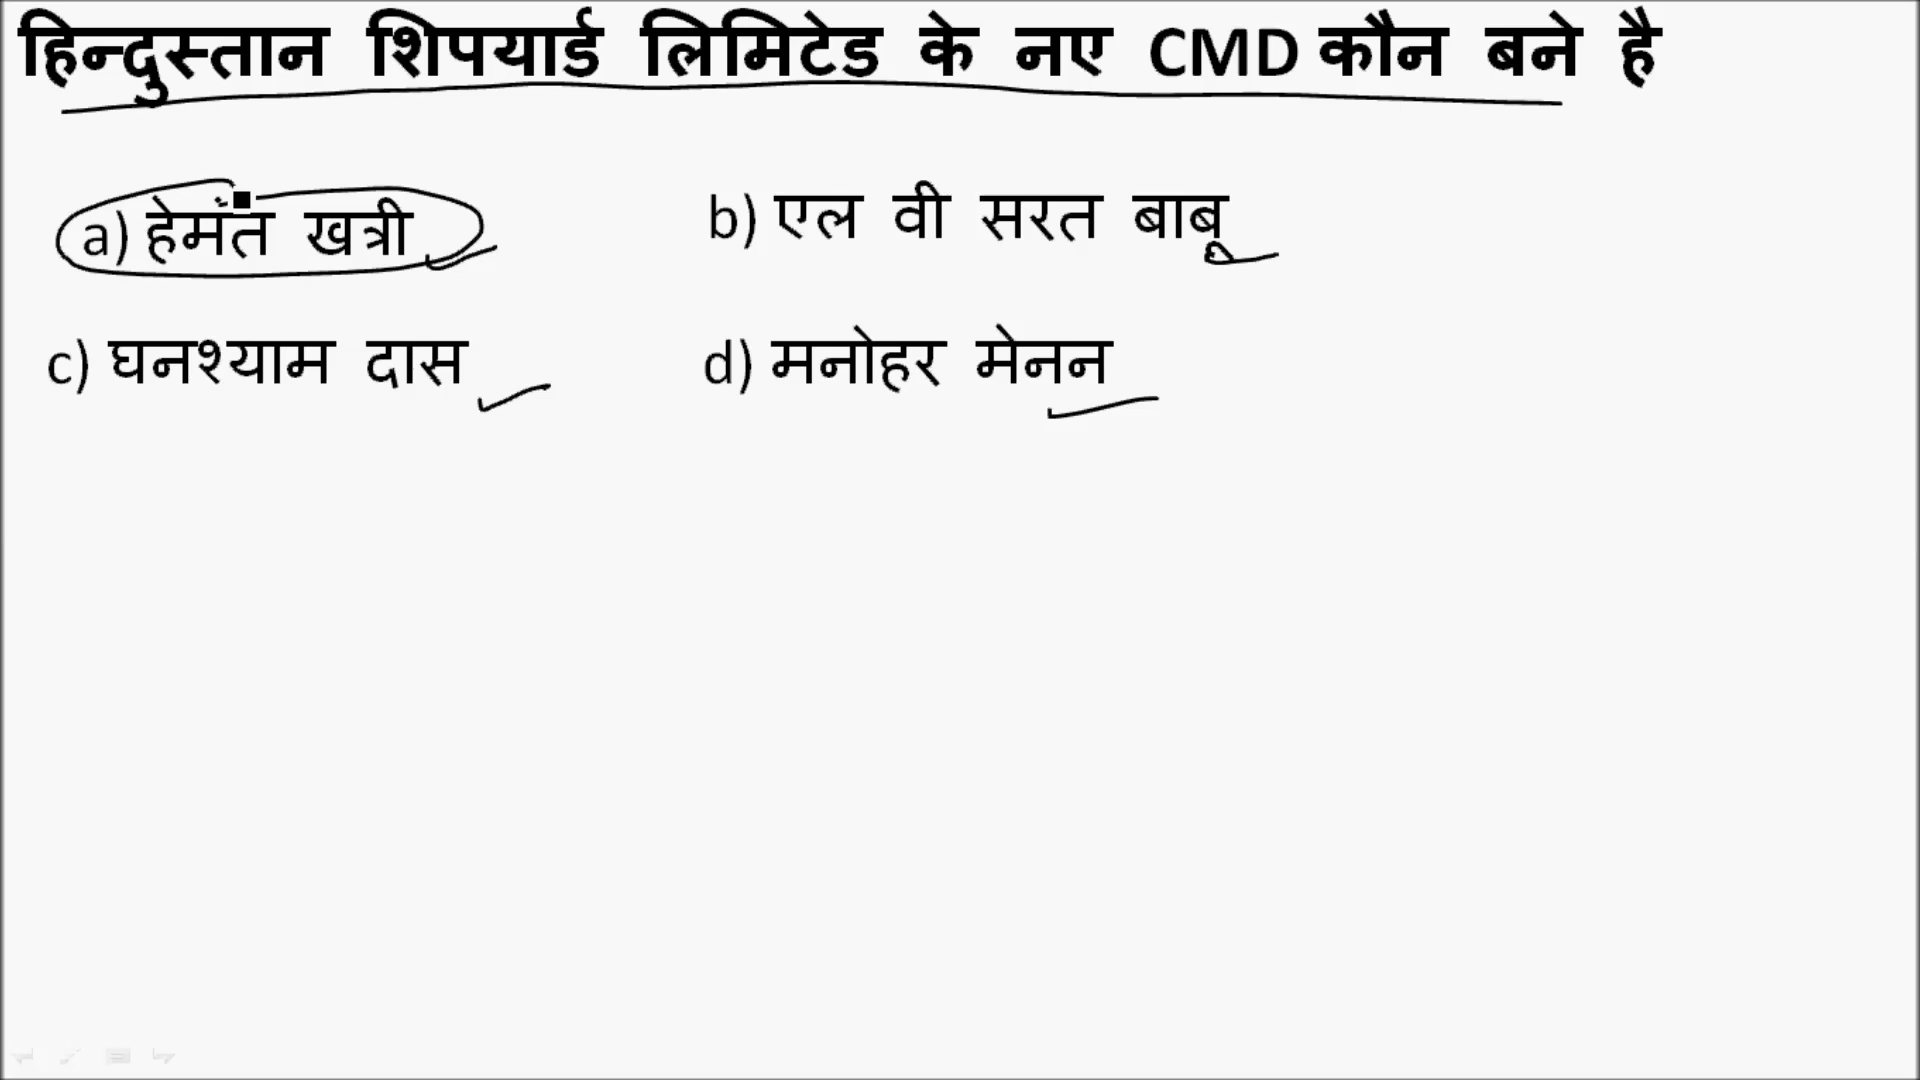 हिन्दुस्तान शिपयार्ड लिमिटेड के नए CMD कौन बने है
a) हेमंत खत्री b) एल वी सरत बाबू
c) घनश्याम दास d) मनोहर मेनन